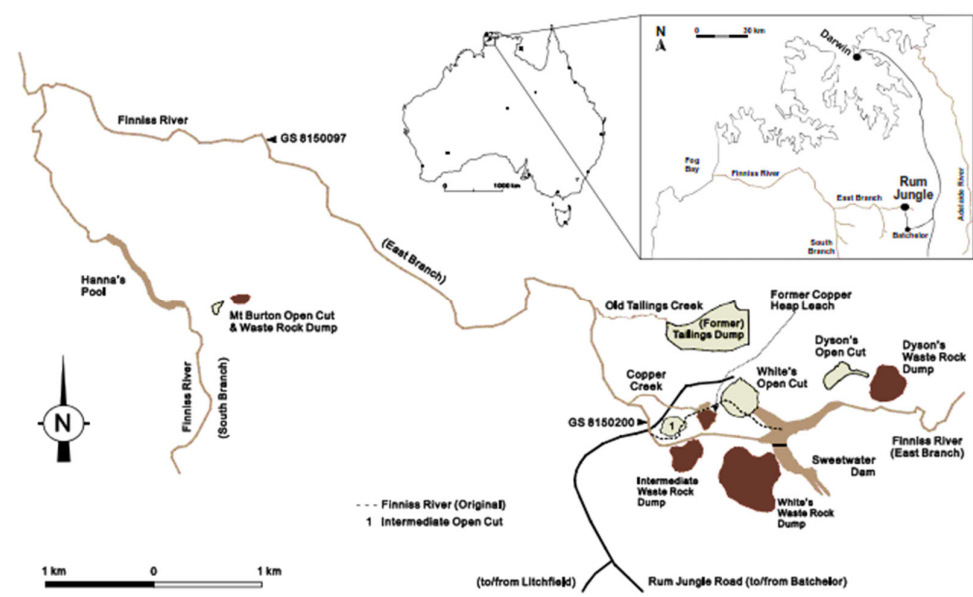 N
0 30 km
Darwin
Fog
Bay
Finniss River
East Branch
Rum
Jungle
Batchelor
South
Branch
Adelaide River
0 1000 km
Finniss River
GS 8150097
(East Branch)
Hanna's
Pool
Mt Burton Open Cut
& Waste Rock Dump
Finniss River
(South Branch)
N
Old Tailings Creek
(Former)
Tailings Dump
Former Copper
Heap Leach
Dyson's
Open Cut
Dyson's
Waste Rock
Dump
White's
Open Cut
Copper
Creek
GS 8150200
1
Finniss River
(East Branch)
Sweetwater
Dam
Intermediate
Waste Rock
Dump
White's
Waste Rock
Dump
Finniss River (Original)
1 Intermediate Open Cut
1 km 0 1 km
(to/from Litchfield)
Rum Jungle Road (to/from Batchelor)